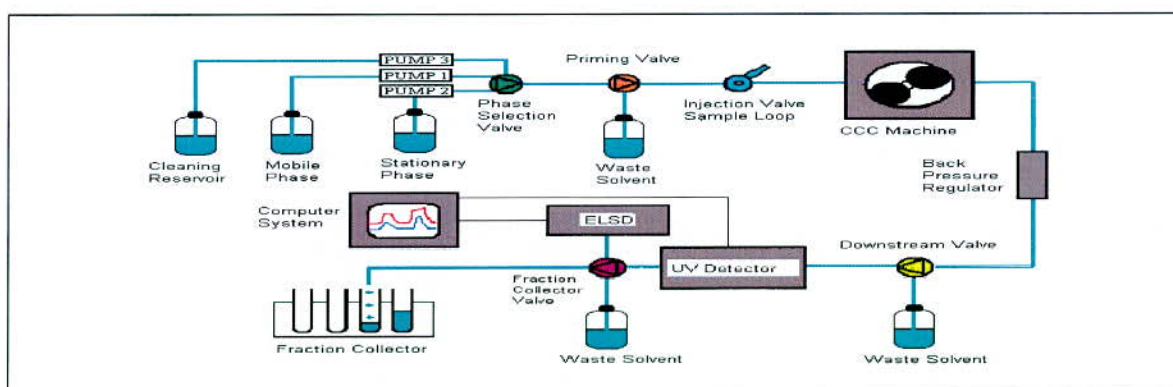 PUMP 3
PUMP 1
PUMP 2
Priming Valve
Phase
Selection
Valve
Injection Valve
Sample Loop
CCC Machine
Cleaning
Reservoir
Mobile
Phase
Stationary
Phase
Waste
Solvent
Back
Pressure
Regulator
Computer
System
ELSD
Downstream Valve
UV Detector
Fraction
Collector
Valve
Fraction Collector
Waste Solvent
Waste Solvent